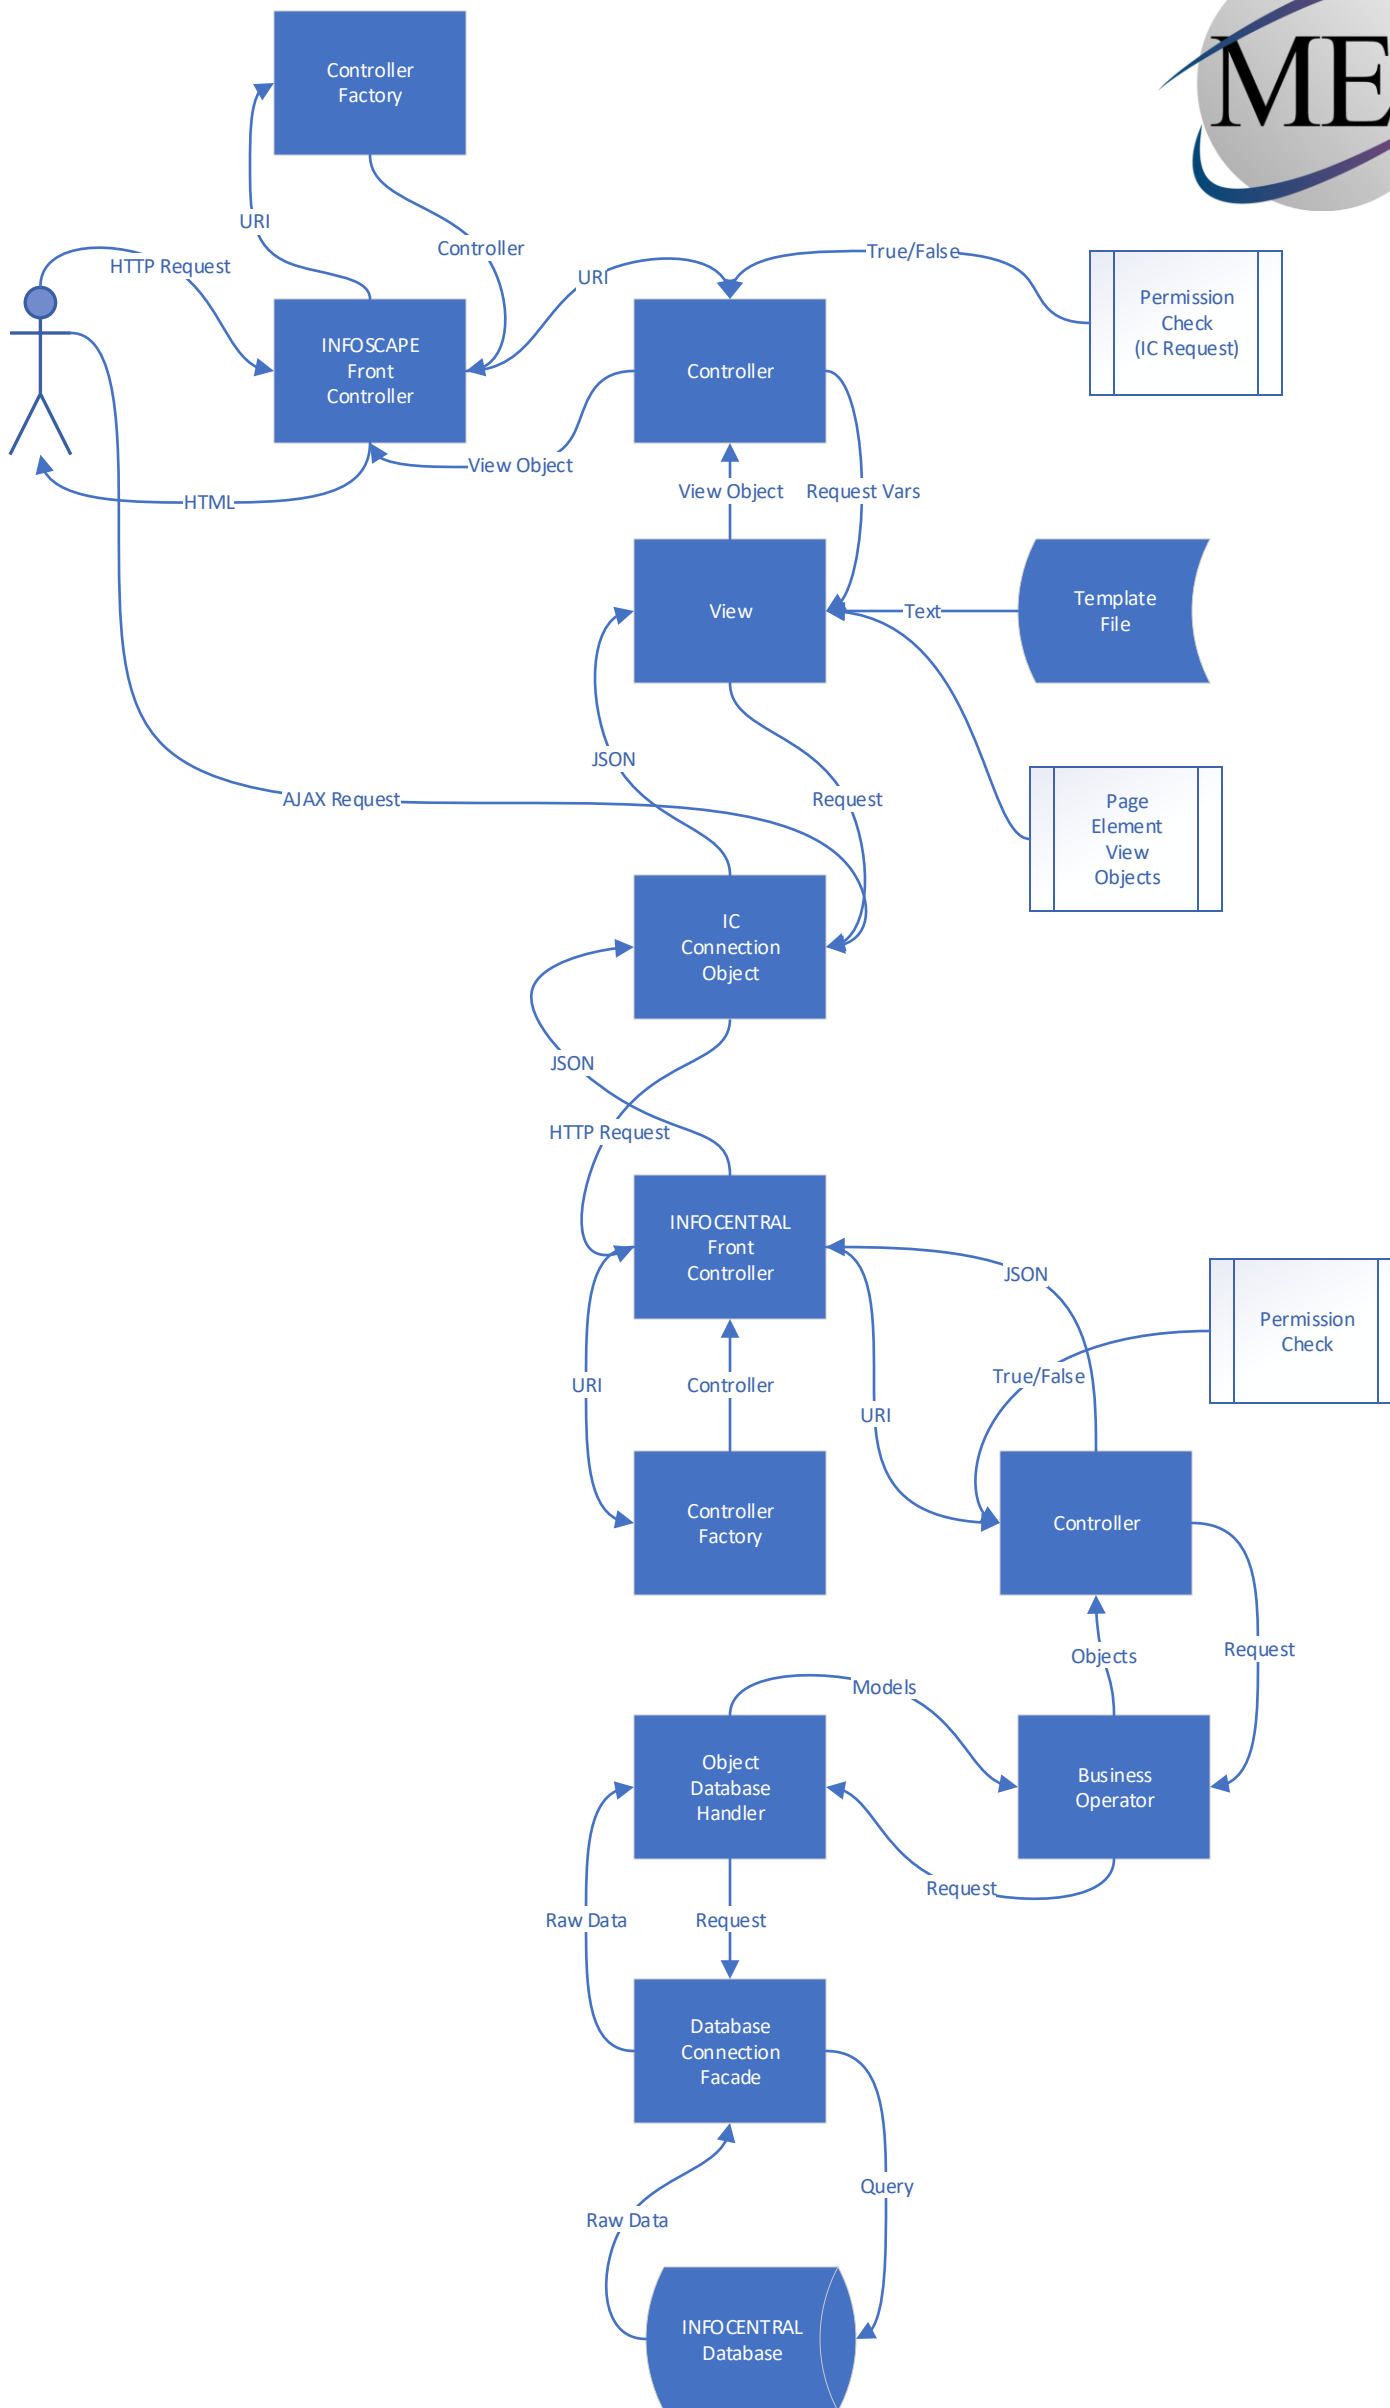 ME
Controller
Factory
URI
Controller
HTTP Request
URI
True/False
INFOSCAPE
Front
Controller
Controller
Permission
Check
(IC Request)
View Object
HTML
View Object
Request Vars
View
Text
Template
File
JSON
Request
AJAX Request
Page
Element
View
Objects
IC
Connection
Object
JSON
HTTP Request
INFOCENTRAL
Front
Controller
JSON
Permission
Check
True/False
URI
Controller
URI
Controller
Factory
Controller
Objects
Request
Models
Object
Database
Handler
Business
Operator
Request
Raw Data
Request
Database
Connection
Facade
Query
Raw Data
INFOCENTRAL
Database